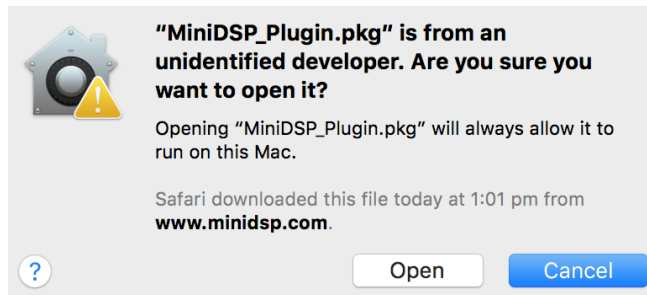 “MiniDSP_Plugin.pkg” is from an
unidentified developer. Are you sure you
want to open it?
Opening “MiniDSP_Plugin.pkg” will always allow it to
run on this Mac.
Safari downloaded this file today at 1:01 pm from
www.minidsp.com.
?
Open
Cancel